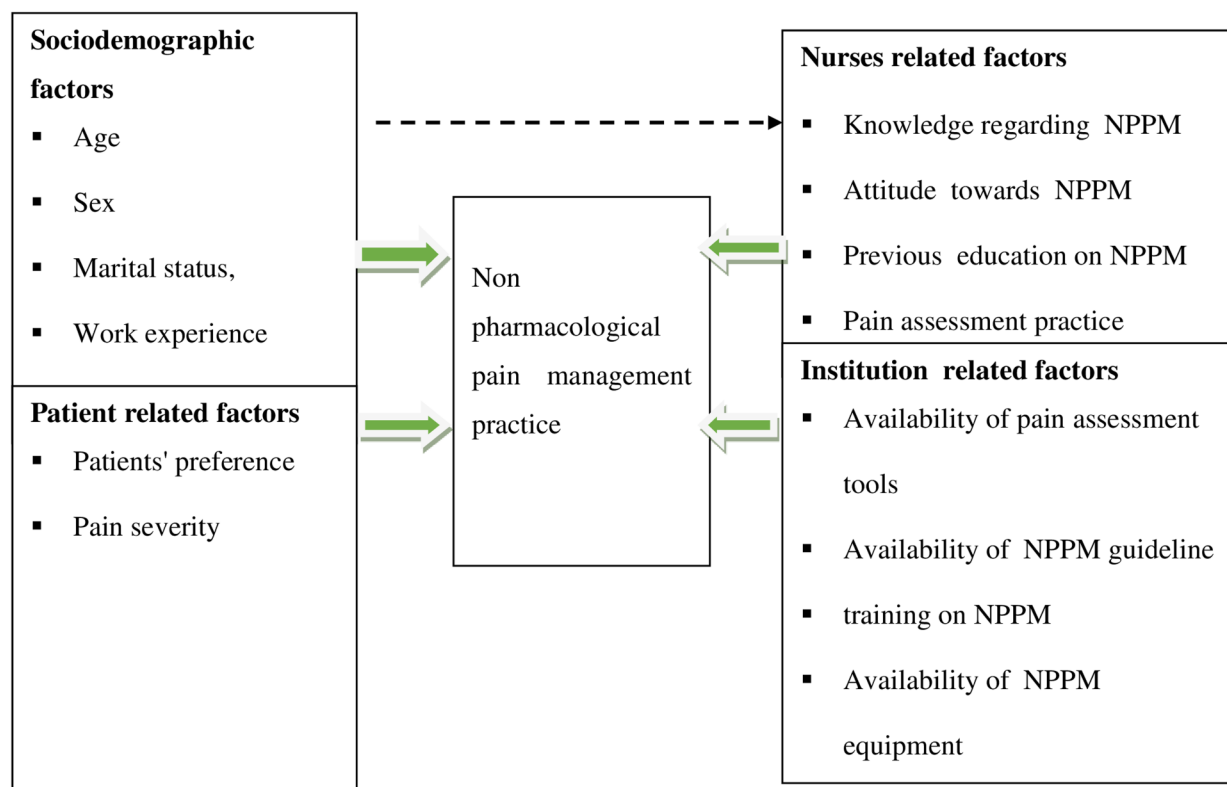 Sociodemographic
factors
▪ Age
▪ Sex
▪ Marital status,
▪ Work experience
Patient related factors
▪ Patients' preference
▪ Pain severity
Non
pharmacological
pain management
practice
Nurses related factors
▪ Knowledge regarding NPPM
▪ Attitude towards NPPM
▪ Previous education on NPPM
▪ Pain assessment practice
Institution related factors
▪ Availability of pain assessment
tools
▪ Availability of NPPM guideline
▪ training on NPPM
▪ Availability of NPPM
equipment